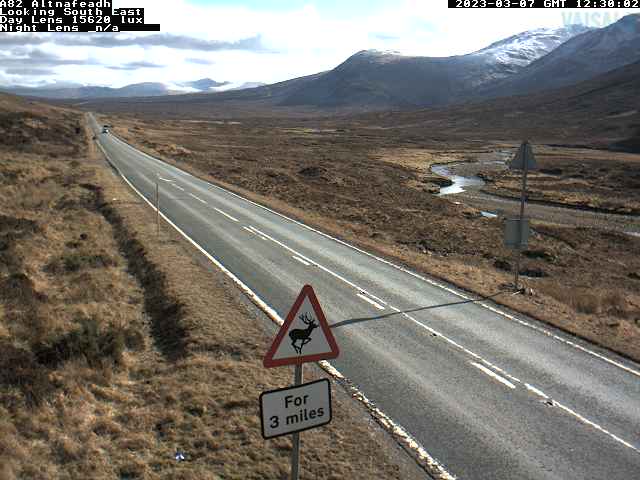 A82 Altnafeadh
Looking South East
Day Lens 15620 lux
Night Lens n/a
2023-03-07 GMT 12:30:02
VAISALA
For
3 miles